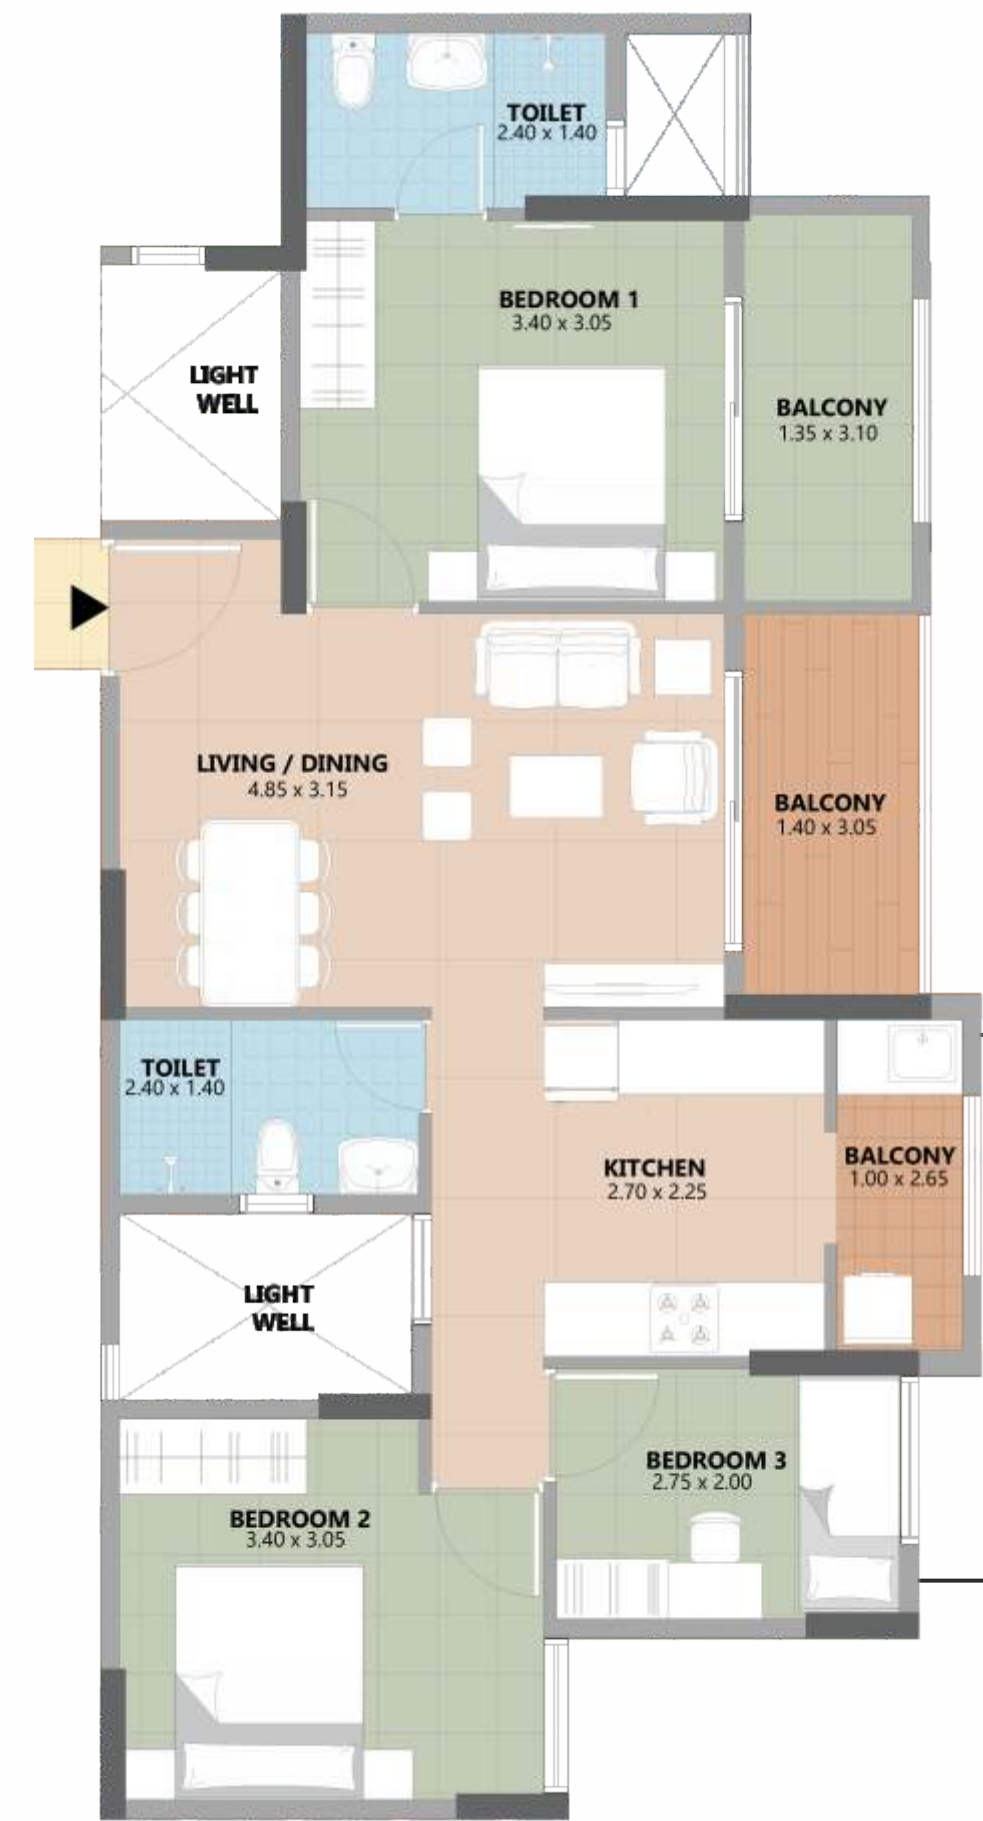 TOILET
2.40 x 1.40
BEDROOM 1
3.40 x 3.05
LIGHT
WELL
BALCONY
1.35 x 3.10
LIVING / DINING
4.85 x 3.15
BALCONY
1.40 x 3.05
TOILET
2.40 x 1.40
KITCHEN
2.70 x 2.25
BALCONY
1.00 x 2.65
LIGHT
WELL
BEDROOM 3
2.75 x 2.00
BEDROOM 2
3.40 x 3.05